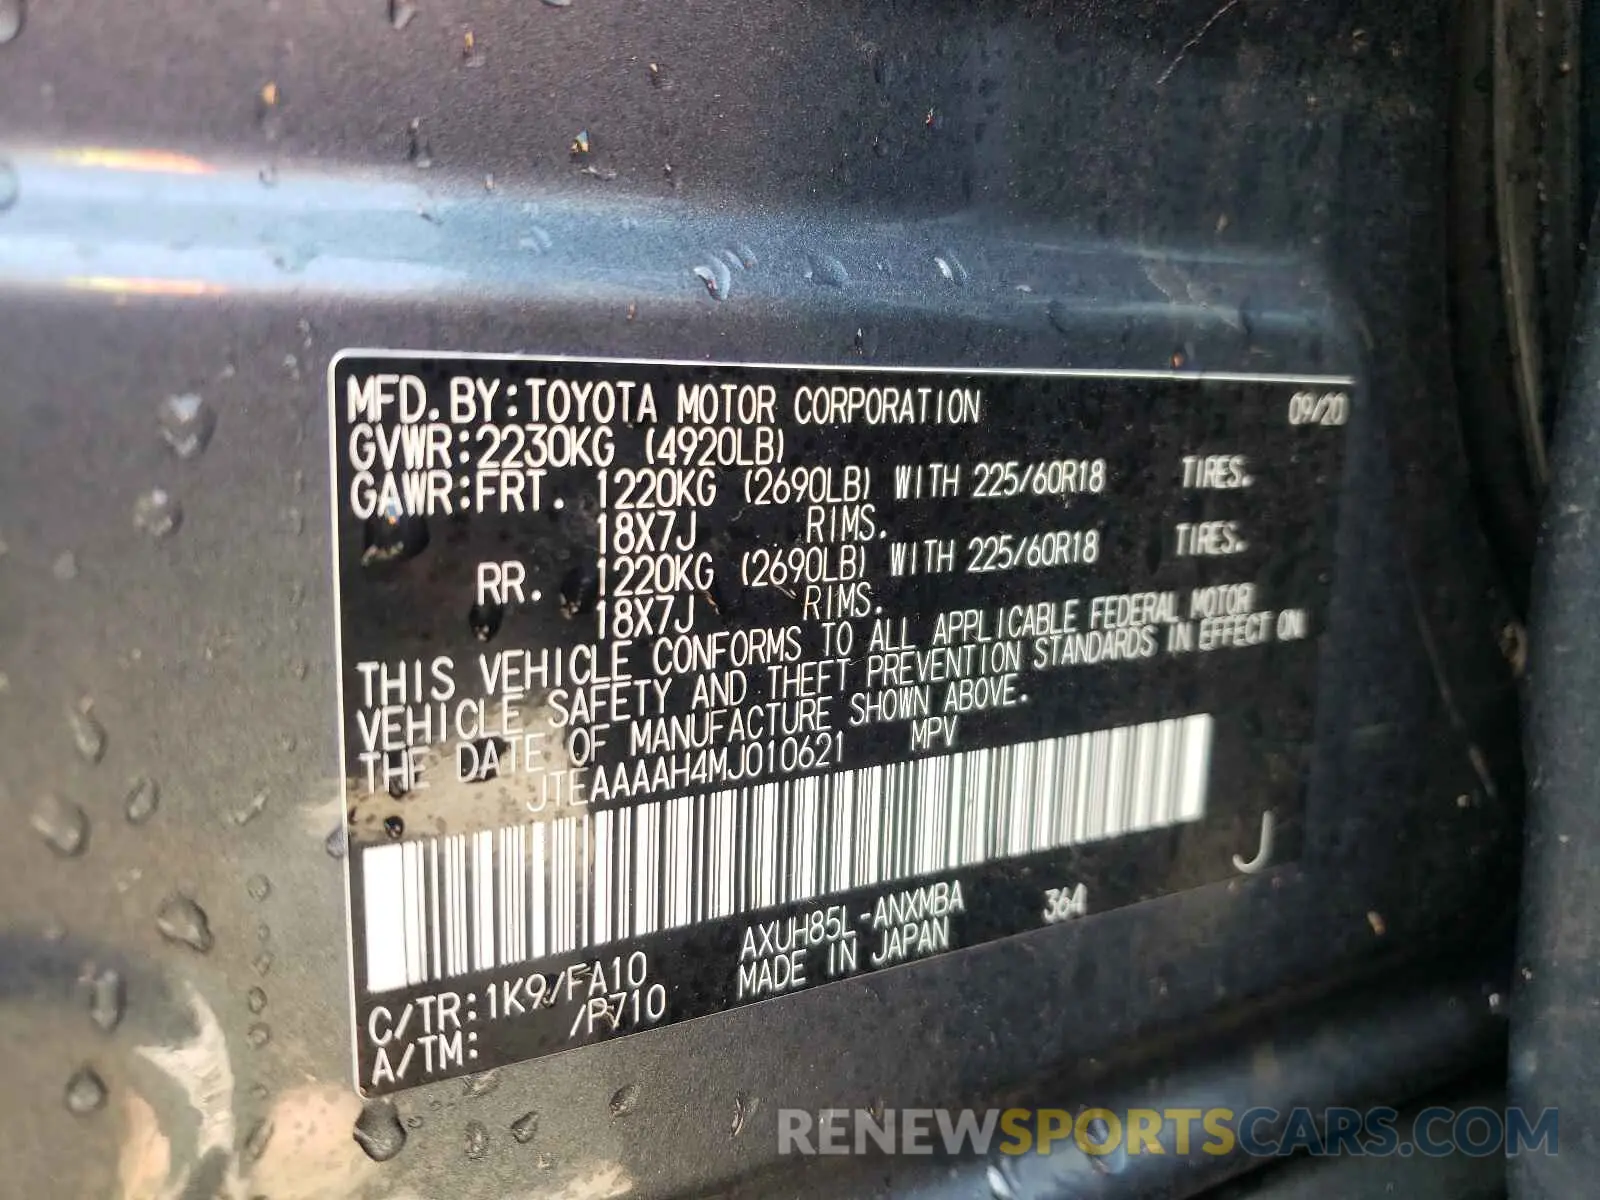 MFD. BY: TOYOTA MOTOR CORPORATION 09/20
GVWR: 2230KG (4920LB)
GAWR: FRT. 1220KG (2690LB) WITH 225/60R18 TIRES.
18X7J RIMS.
RR. 1220KG (2690LB) WITH 225/60R18 TIRES.
18X7J RIMS.
THIS VEHICLE CONFORMS TO ALL APPLICABLE FEDERAL MOTOR
VEHICLE SAFETY AND THEFT PREVENTION STANDARDS IN EFFECT ON
THE DATE OF MANUFACTURE SHOWN ABOVE.
JTEAAAAH4MJ010621 MPV
J
AXUH85L-ANXMBA 364
MADE IN JAPAN
C/TR: 1K9/FA10
A/TM: /P710
RENEWSPORTSCARS.COM